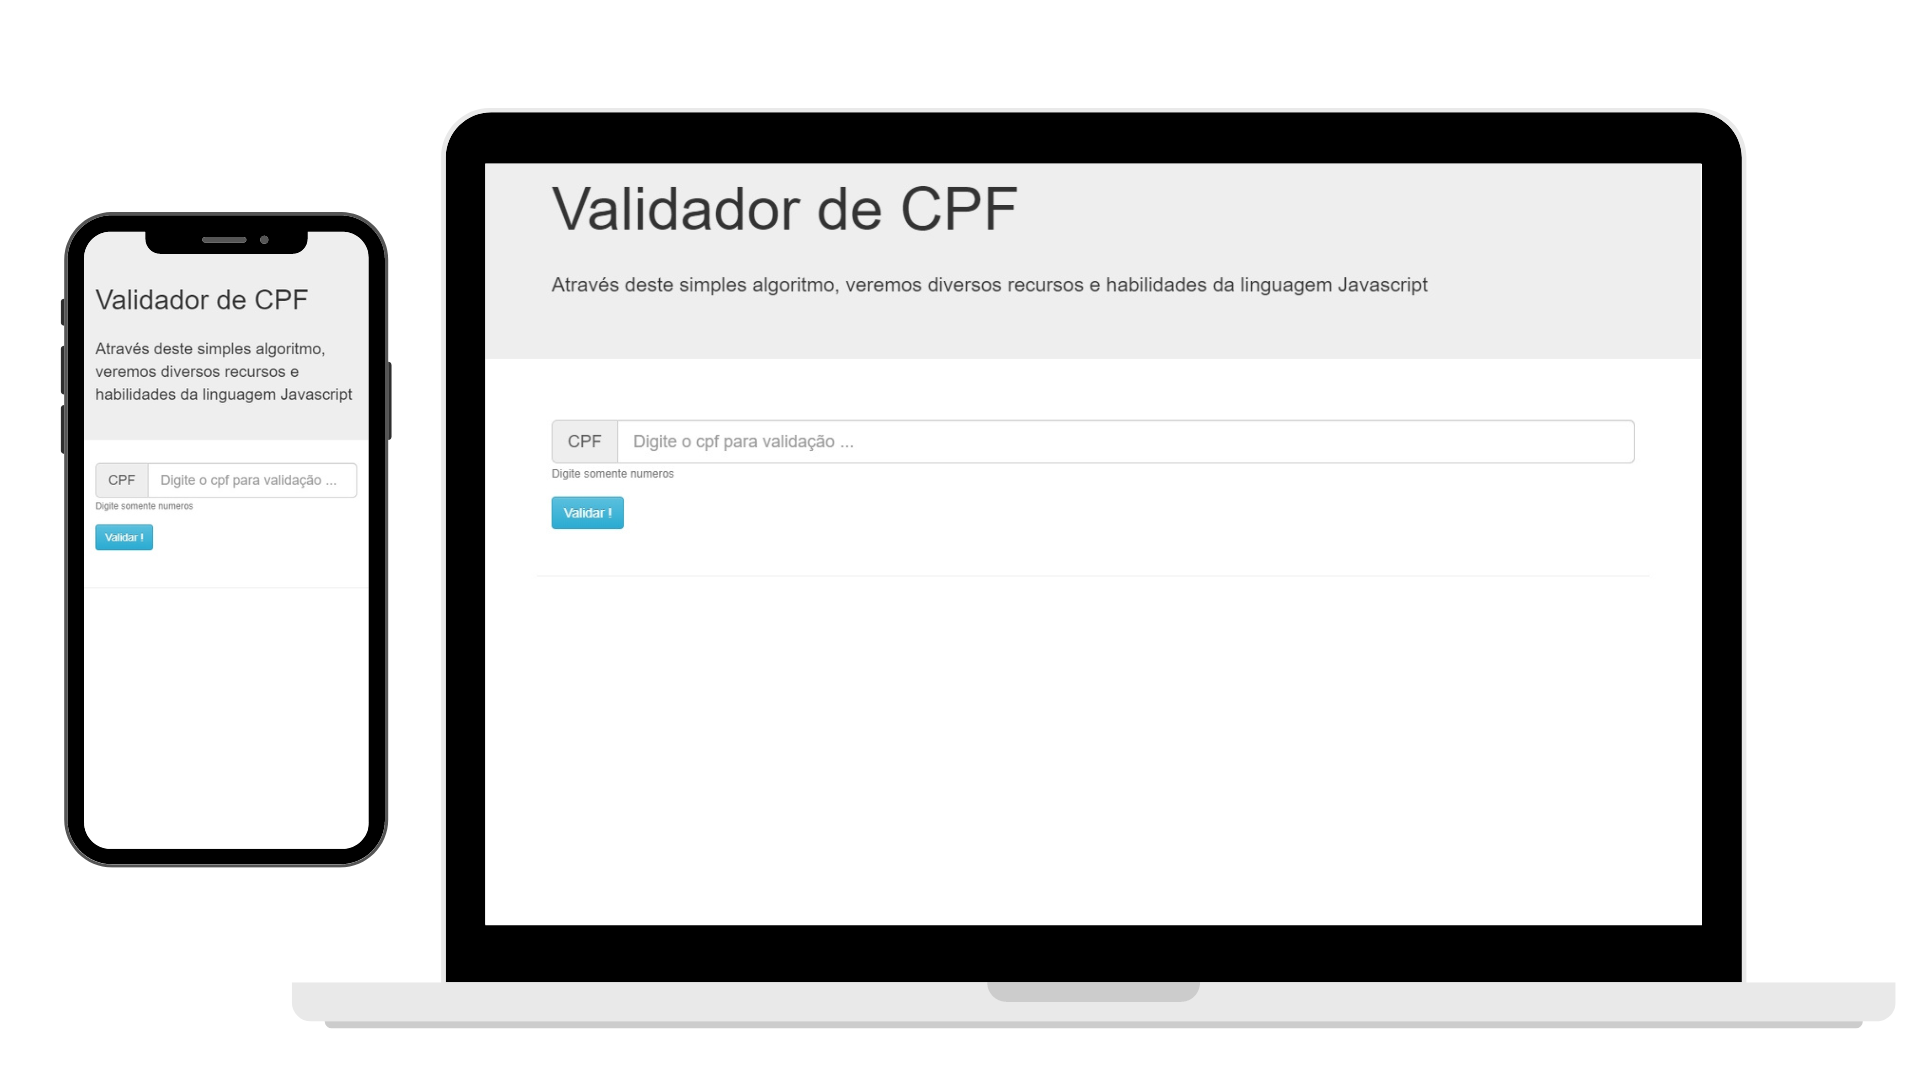 Validador de CPF
Através deste simples algoritmo,
veremos diversos recursos e
habilidades da linguagem Javascript
CPF Digite o cpf para validação ...
Digite somente numeros
Validar !
Validador de CPF
Através deste simples algoritmo, veremos diversos recursos e habilidades da linguagem Javascript
CPF Digite o cpf para validação ...
Digite somente numeros
Validar !